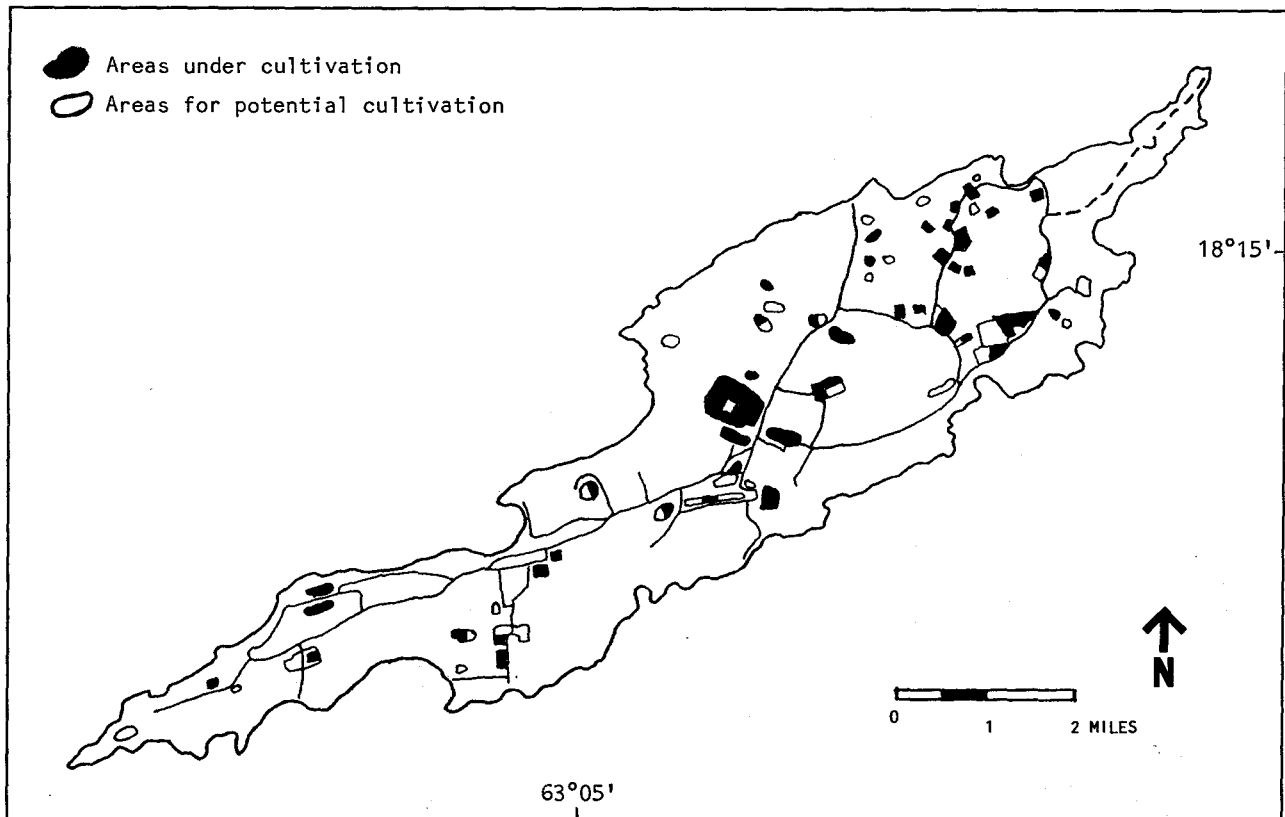 Areas under cultivation
Areas for potential cultivation
18°15'
N
0 1 2 MILES
63°05'